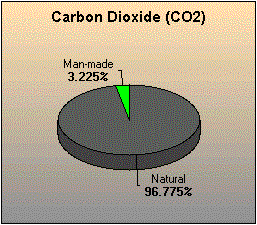 Carbon Dioxide (CO2)
Man-made
3.225%
Natural
96.775%